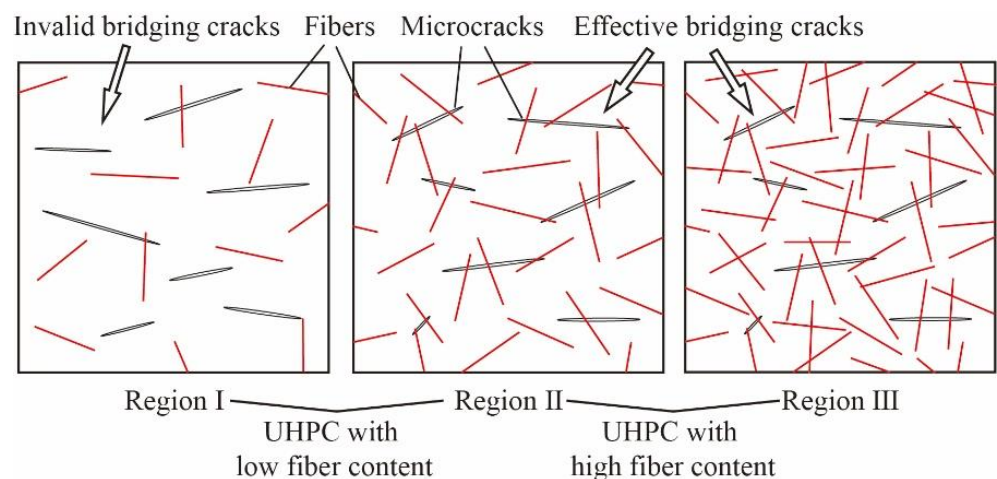 Invalid bridging cracks Fibers Microcracks Effective bridging cracks
Region I Region II Region III
UHPC with UHPC with
low fiber content high fiber content